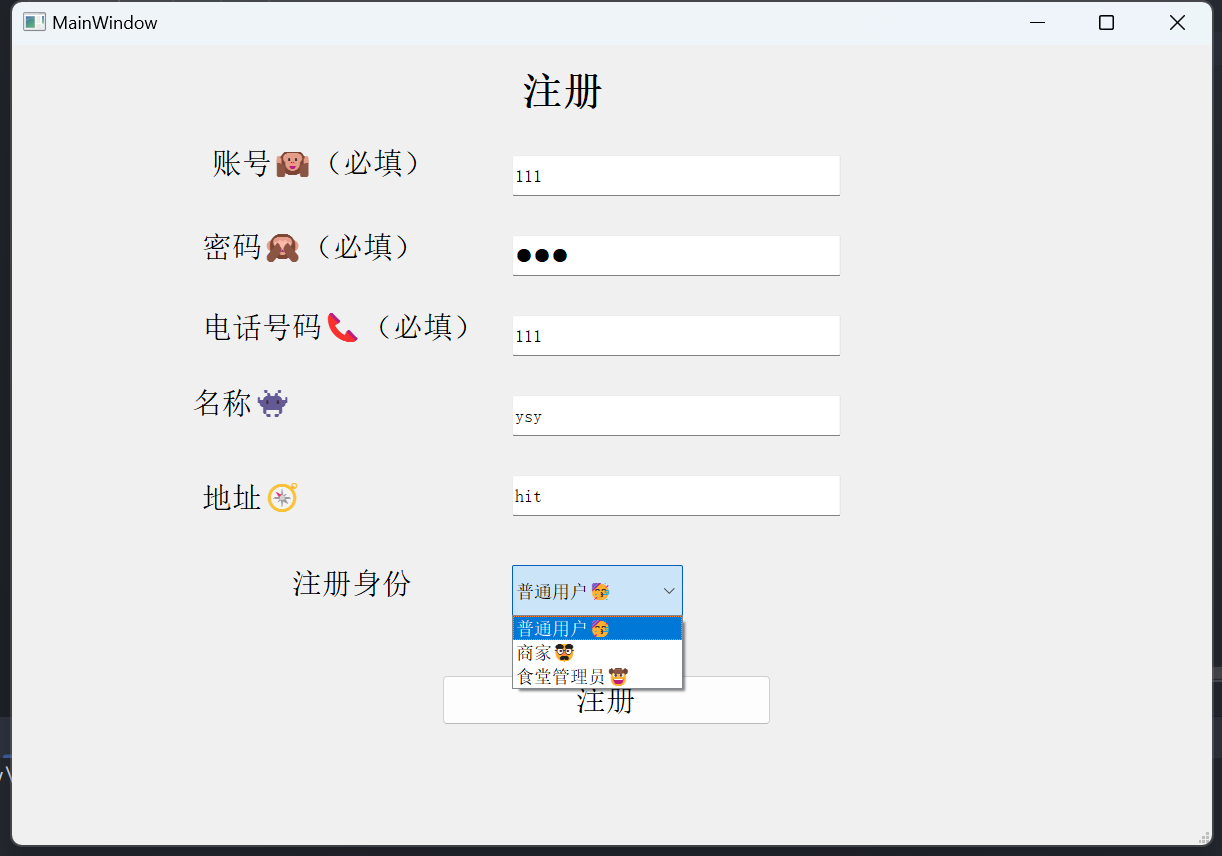 MainWindow
注册
账号🙉（必填）
111
密码🙈（必填）
●●●
电话号码📞（必填）
111
名称👾
ysy
地址🧭
hit
注册身份
普通用户🥳
普通用户🥳
商家🥸
食堂管理员🤠
注册